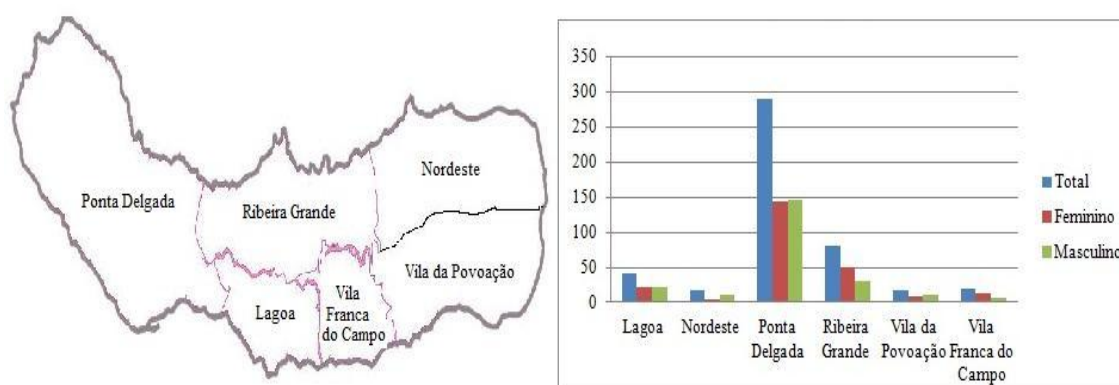 Ponta Delgada
Ribeira Grande
Nordeste
Vila da Povoação
Lagoa
Vila
Franca
do Campo
350
300
250
200
150
100
50
0
Lagoa
Nordeste
Ponta
Delgada
Ribeira
Grande
Vila da
Povoação
Vila
Franca do
Campo
Total
Feminino
Masculino